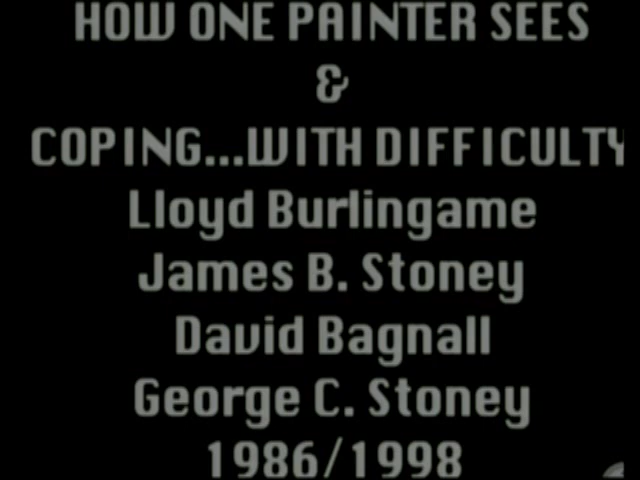 HOW ONE PAINTER SEES
&
COPING...WITH DIFFICULTY
Lloyd Burlingame
James B. Stoney
David Bagnall
George C. Stoney
1986/1998